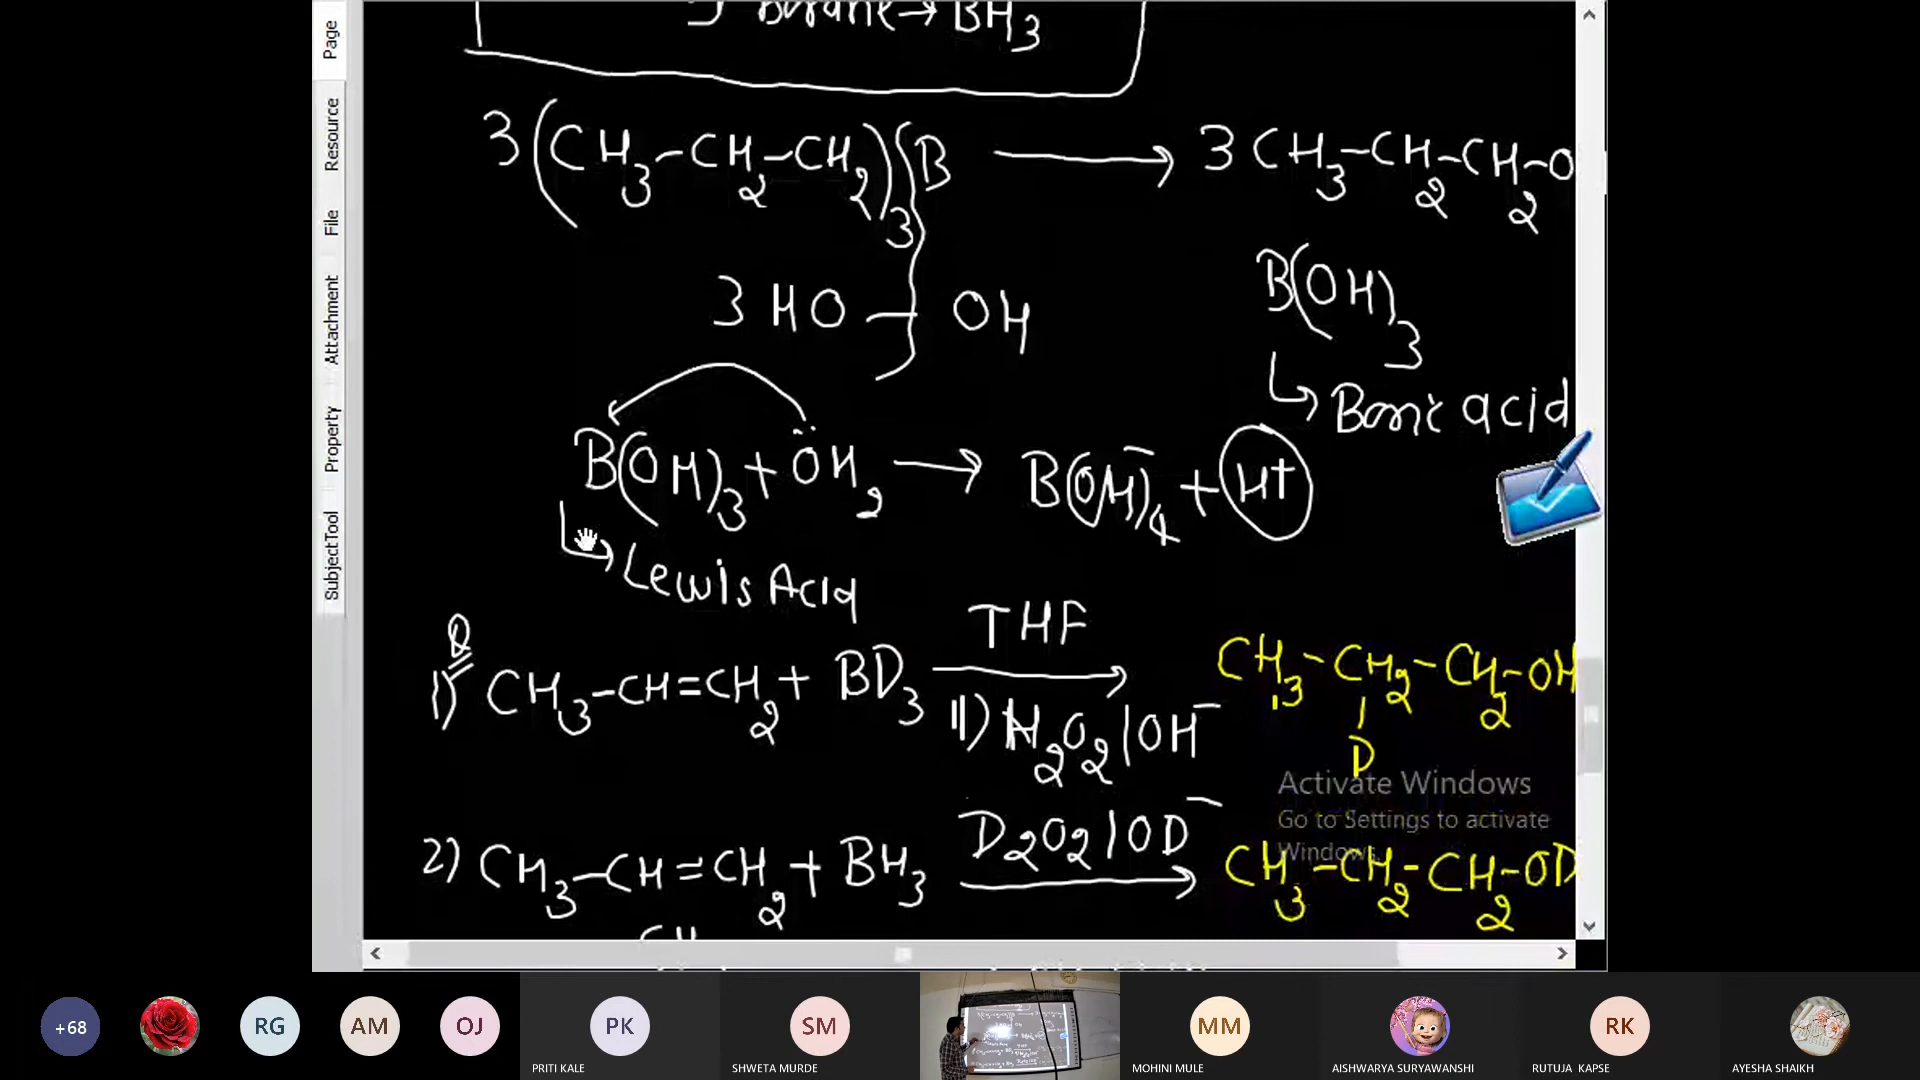 Page
Resource
File
Attachment
Property
SubjectTool
→ BH3
3(CH3-CH2-CH2)3B → 3CH3-CH2-CH2-O
3HO-OH
B(OH)3
Boric acid
B(OH)3 + ÖH2 → B(OH)4⁻ + H+
Lewis Acid
Q
1) CH3-CH=CH2 + BD3 THF → CH3-CH2-CH2-OH
II) H2O2|OH⁻
D
Activate Windows
Go to Settings to activate
Windows.
2) CH3-CH=CH2 + BH3 D2O2|OD⁻ → CH3-CH2-CH2-OD
CH
+68
RG
AM
OJ
PK
SM
MM
RK
PRITI KALE
SHWETA MURDE
MOHINI MULE
AISHWARYA SURYAWANSHI
RUTUJA KAPSE
AYESHA SHAIKH